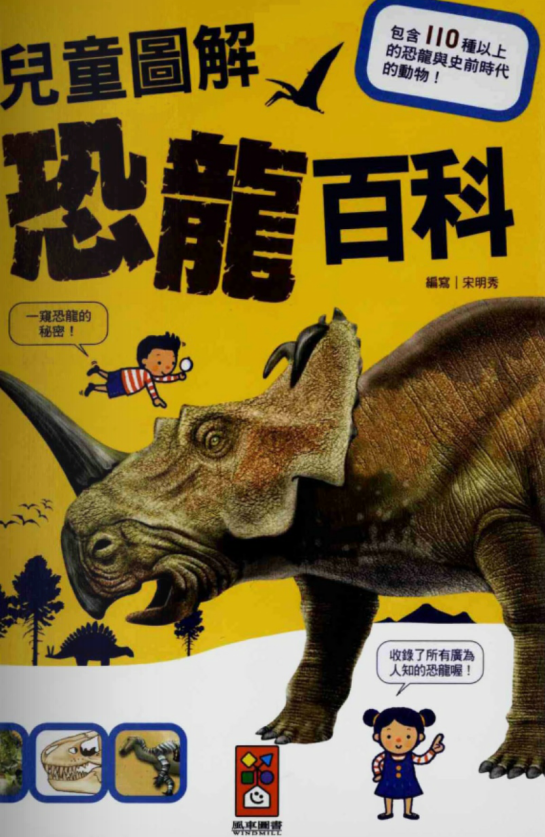 兒童圖解
包含110種以上
的恐龍與史前時代
的動物！
恐龍百科
編寫｜宋明秀
一窺恐龍的
秘密！
收錄了所有廣為
人知的恐龍喔！
風車圖書
WINDMILL